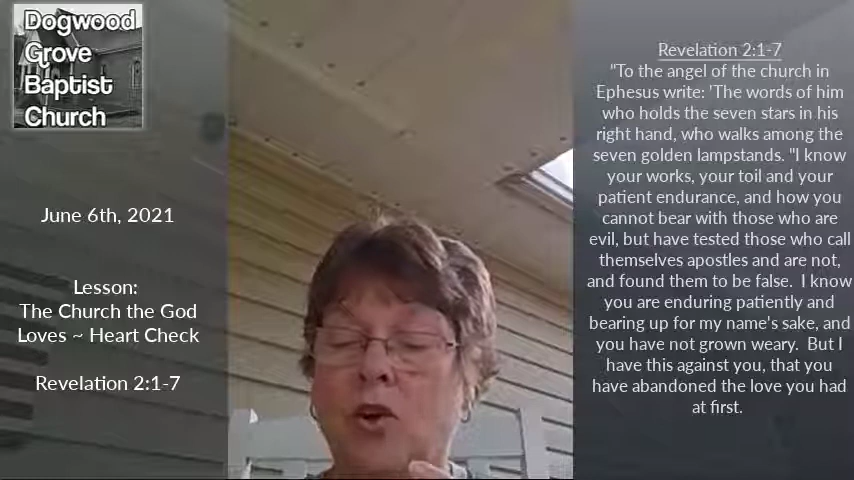 Dogwood
Grove
Baptist
Church
June 6th, 2021
Lesson:
The Church the God
Loves ~ Heart Check
Revelation 2:1-7
Revelation 2:1-7
"To the angel of the church in
Ephesus write: 'The words of him
who holds the seven stars in his
right hand, who walks among the
seven golden lampstands. "I know
your works, your toil and your
patient endurance, and how you
cannot bear with those who are
evil, but have tested those who call
themselves apostles and are not,
and found them to be false.  I know
you are enduring patiently and
bearing up for my name's sake, and
you have not grown weary.  But I
have this against you, that you
have abandoned the love you had
at first.